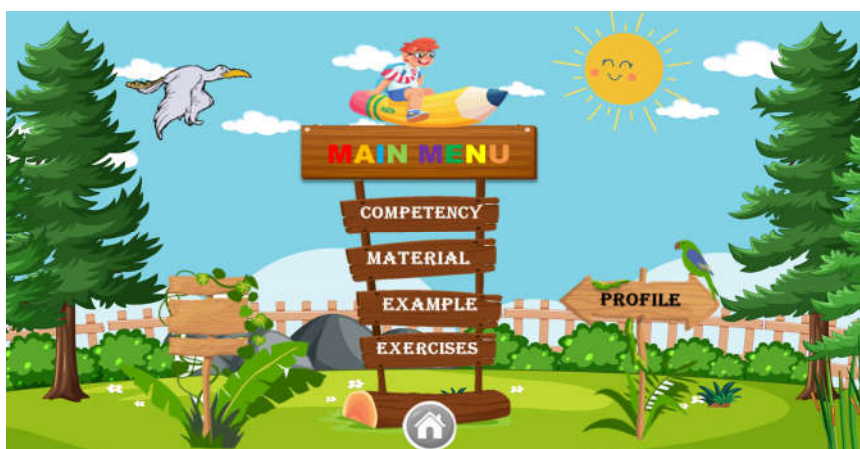 MAIN MENU
COMPETENCY
MATERIAL
EXAMPLE
PROFILE
EXERCISES